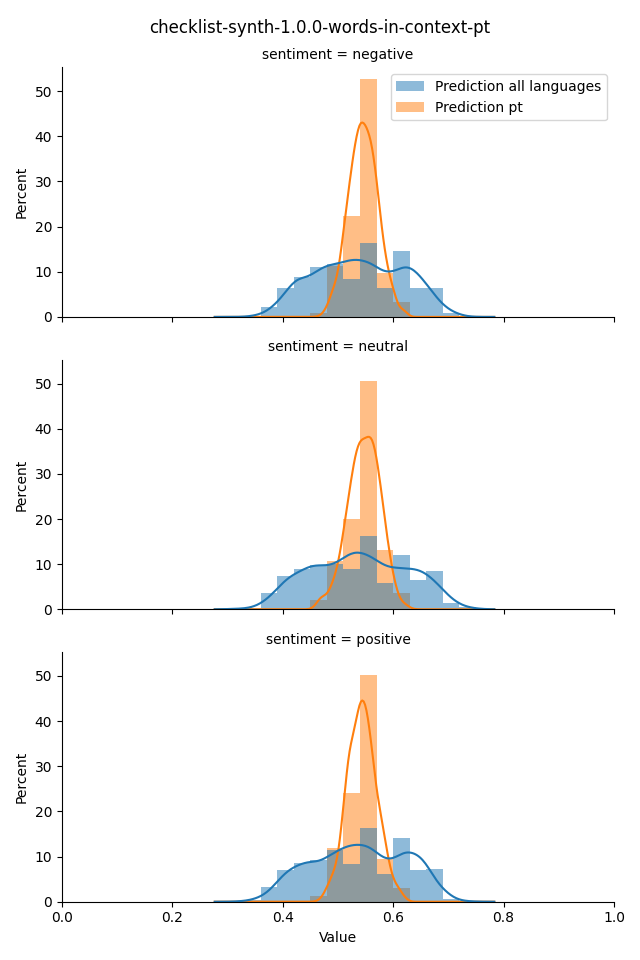 checklist-synth-1.0.0-words-in-context-pt
sentiment = negative
Prediction all languages
Prediction pt
50
40
30
20
10
0
Percent
sentiment = neutral
50
40
30
20
10
0
Percent
sentiment = positive
50
40
30
20
10
0
Percent
0.0 0.2 0.4 0.6 0.8 1.0
Value